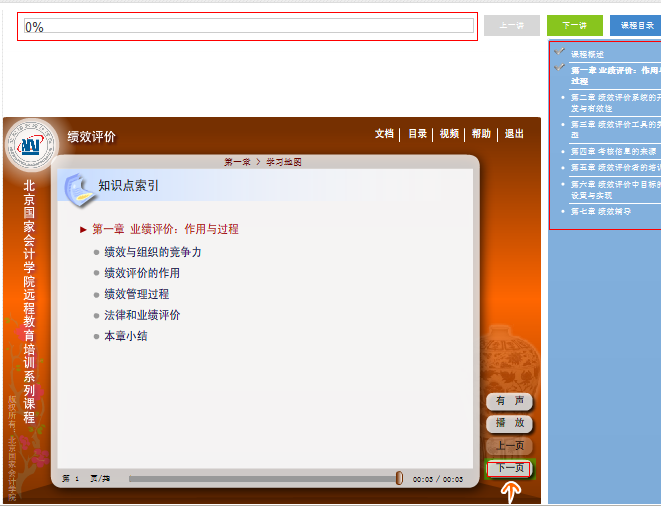 0%
上一讲
下一讲
课程目录
课程概述
第一章 业绩评价：作用与
过程
第二章 绩效评价系统的开
发与有效性
第三章 绩效评价工具的类
型
第四章 考核信息的来源
第五章 绩效评价者的培训
第六章 绩效评价中目标的
设置与实现
第七章 绩效辅导
绩效评价
文档
目录
视频
帮助
退出
第一章 > 学习地图
知识点索引
第一章 业绩评价：作用与过程
绩效与组织的竞争力
绩效评价的作用
绩效管理过程
法律和业绩评价
本章小结
北京国家会计学院远程教育培训系列课程
版权所有：北京国家会计学院
有 声
播 放
上一页
下一页
第 1 页/共
00:03 / 00:03